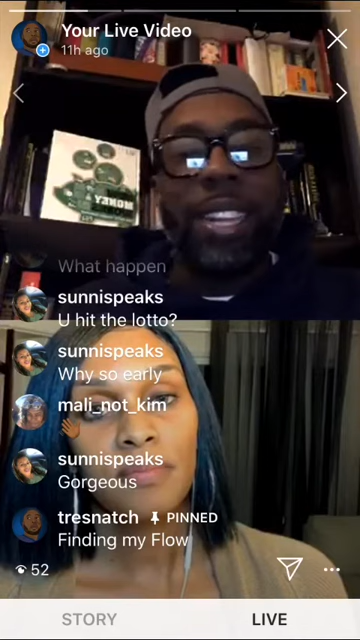 Your Live Video
11h ago
MONEY
What happen
sunnispeaks
U hit the lotto?
sunnispeaks
Why so early
mali_not_kim
sunnispeaks
Gorgeous
tresnatch PINNED
Finding my Flow
52
STORY
LIVE